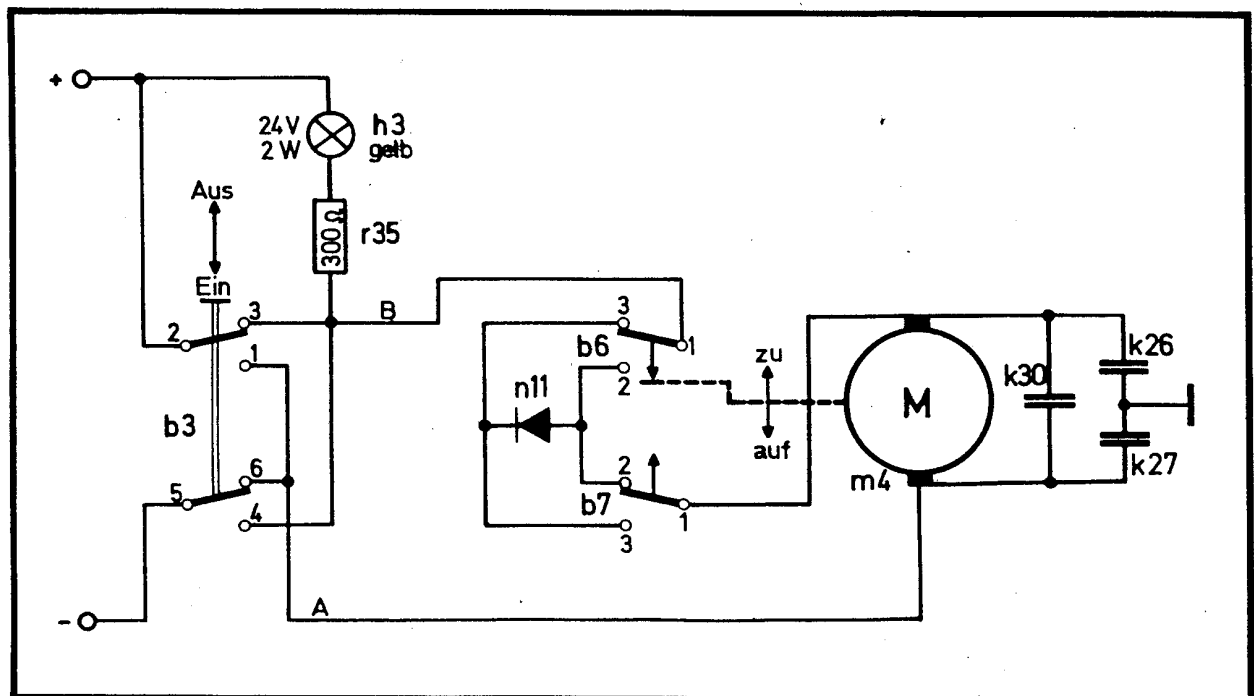 +
24V
2W
h3
gelb
Aus
300 Ω
r35
Ein
3
B
2
1
b3
6
5
4
-
A
3
b6
1
2
n11
2
b7
1
3
zu
auf
M
m4
k30
k26
k27